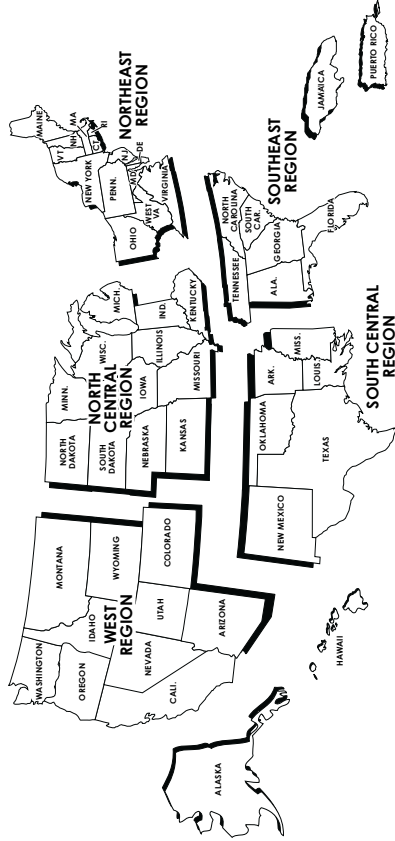 WASHINGTON
OREGON
CALI.
NEVADA
IDAHO
MONTANA
WYOMING
UTAH
COLORADO
ARIZONA
WEST
REGION
ALASKA
HAWAII
NORTH
DAKOTA
SOUTH
DAKOTA
NEBRASKA
KANSAS
MINN.
IOWA
MISSOURI
WISC.
ILLINOIS
MICH.
IND.
KENTUCKY
NORTH
CENTRAL
REGION
NEW MEXICO
TEXAS
OKLAHOMA
ARK.
LOUIS.
MISS.
SOUTH CENTRAL
REGION
OHIO
WEST
VA
VIRGINIA
PENN.
NEW YORK
MD
DE
NJ
VT
NH
MAINE
MA
CT
RI
NORTHEAST
REGION
TENNESSEE
NORTH
CAROLINA
SOUTH
CAR.
ALA.
GEORGIA
FLORIDA
SOUTHEAST
REGION
JAMAICA
PUERTO RICO